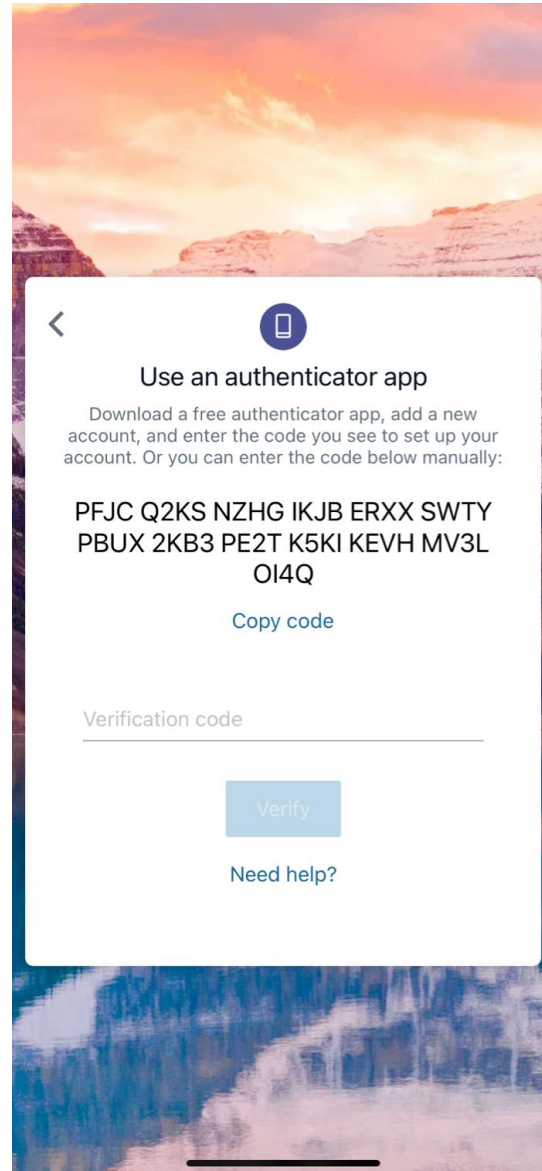 Use an authenticator app
Download a free authenticator app, add a new
account, and enter the code you see to set up your
account. Or you can enter the code below manually:
PFJC Q2KS NZHG IKJB ERXX SWTY
PBUX 2KB3 PE2T K5KI KEVH MV3L
OI4Q
Copy code
Verification code
Verify
Need help?